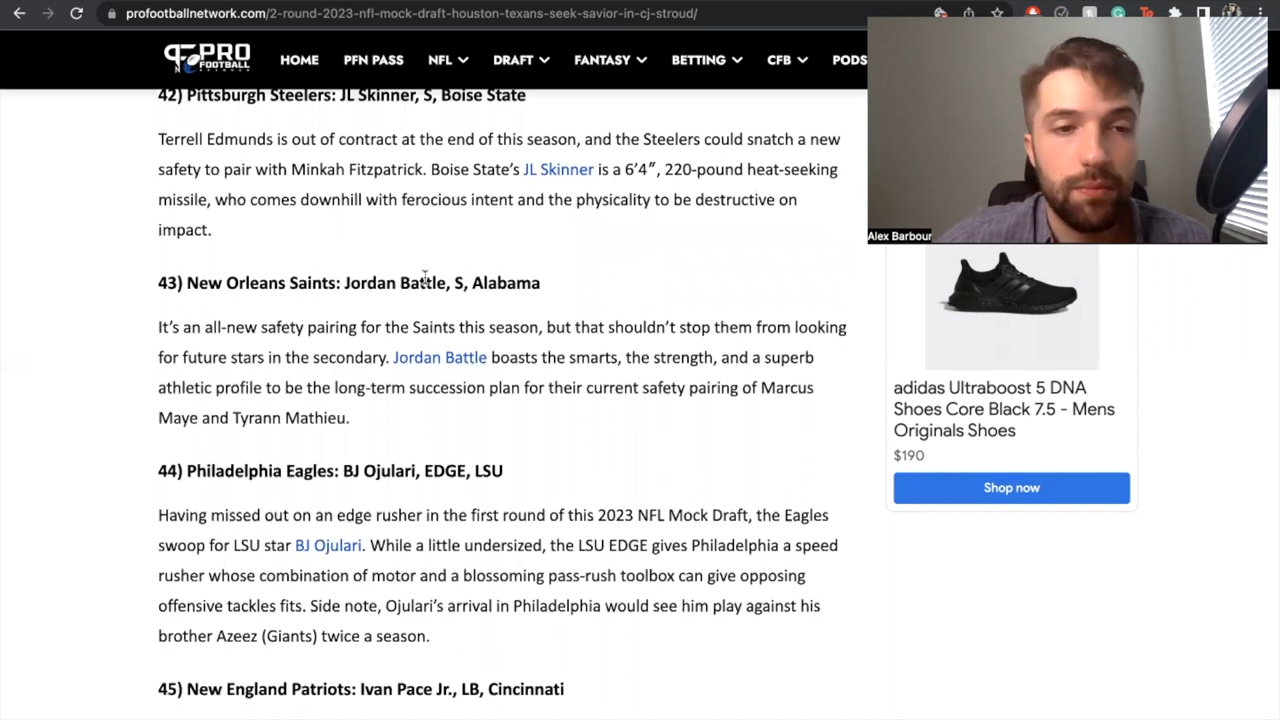 profootballnetwork.com/2-round-2023-nfl-mock-draft-houston-texans-seek-savior-in-cj-stroud/
PRO
FOOTBALL
NETWORK
HOME PFN PASS NFL DRAFT FANTASY BETTING CFB PODS
Alex Barbour
42) Pittsburgh Steelers: JL Skinner, S, Boise State
Terrell Edmunds is out of contract at the end of this season, and the Steelers could snatch a new
safety to pair with Minkah Fitzpatrick. Boise State’s JL Skinner is a 6’4″, 220-pound heat-seeking
missile, who comes downhill with ferocious intent and the physicality to be destructive on
impact.
43) New Orleans Saints: Jordan Battle, S, Alabama
It’s an all-new safety pairing for the Saints this season, but that shouldn’t stop them from looking
for future stars in the secondary. Jordan Battle boasts the smarts, the strength, and a superb
athletic profile to be the long-term succession plan for their current safety pairing of Marcus
Maye and Tyrann Mathieu.
44) Philadelphia Eagles: BJ Ojulari, EDGE, LSU
Having missed out on an edge rusher in the first round of this 2023 NFL Mock Draft, the Eagles
swoop for LSU star BJ Ojulari. While a little undersized, the LSU EDGE gives Philadelphia a speed
rusher whose combination of motor and a blossoming pass-rush toolbox can give opposing
offensive tackles fits. Side note, Ojulari’s arrival in Philadelphia would see him play against his
brother Azeez (Giants) twice a season.
45) New England Patriots: Ivan Pace Jr., LB, Cincinnati
adidas Ultraboost 5 DNA
Shoes Core Black 7.5 - Mens
Originals Shoes
$190
Shop now